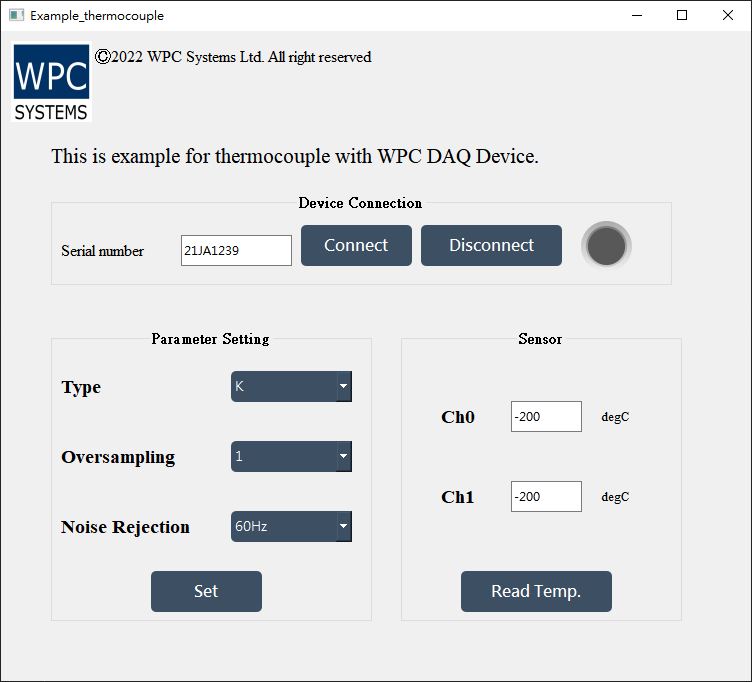 Example_thermocouple
WPC
SYSTEMS
©2022 WPC Systems Ltd. All right reserved
This is example for thermocouple with WPC DAQ Device.
Device Connection
Serial number 21JA1239 Connect Disconnect
Parameter Setting
Type K
Oversampling 1
Noise Rejection 60Hz
Set
Sensor
Ch0 -200 degC
Ch1 -200 degC
Read Temp.